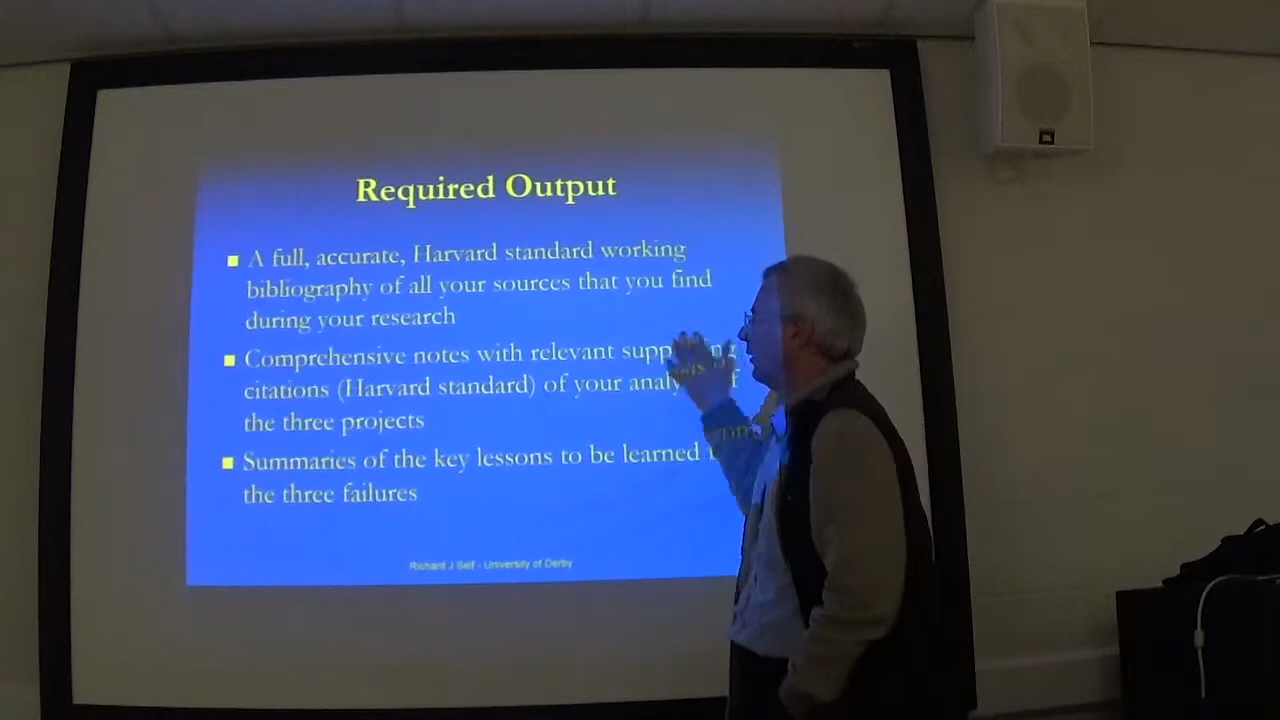 Required Output
■ A full, accurate, Harvard standard working
bibliography of all your sources that you find
during your research
■ Comprehensive notes with relevant supporting
citations (Harvard standard) of your analysis of
the three projects
■ Summaries of the key lessons to be learned
the three failures
Richard J Self - University of Derby
JBL